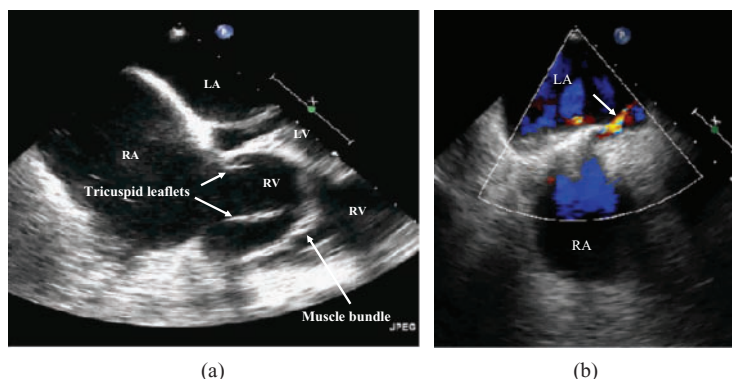 LA
LV
RA
Tricuspid leaflets
RV
RV
Muscle bundle
JPEG
(a)
P
LA
RA
(b)